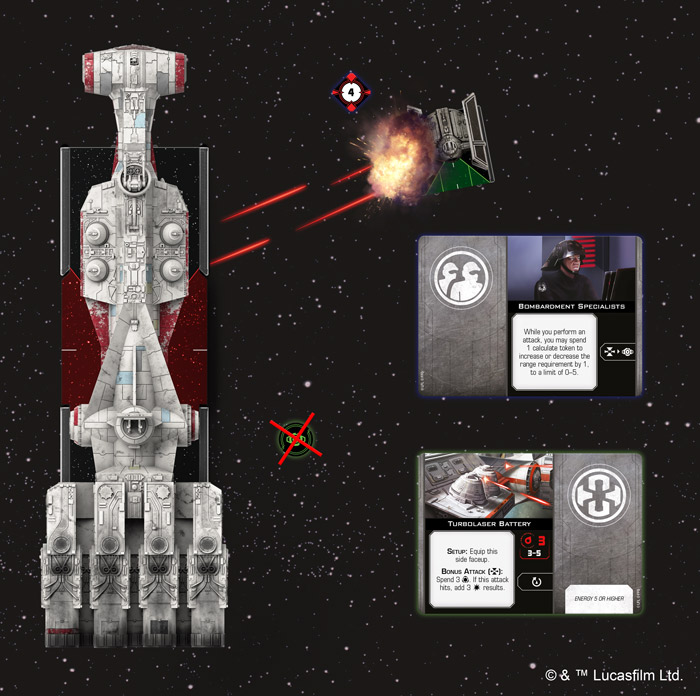 4
BOMBARDMENT SPECIALISTS
While you perform an
attack, you may spend
1 calculate token to
increase or decrease the
range requirement by 1,
to a limit of 0–5.
TURBOLASER BATTERY
3
3–5
SETUP: Equip this
side faceup.
BONUS ATTACK ( ):
Spend 3 . If this attack
hits, add 3 results.
ENERGY 5 OR HIGHER
© & ™ Lucasfilm Ltd.